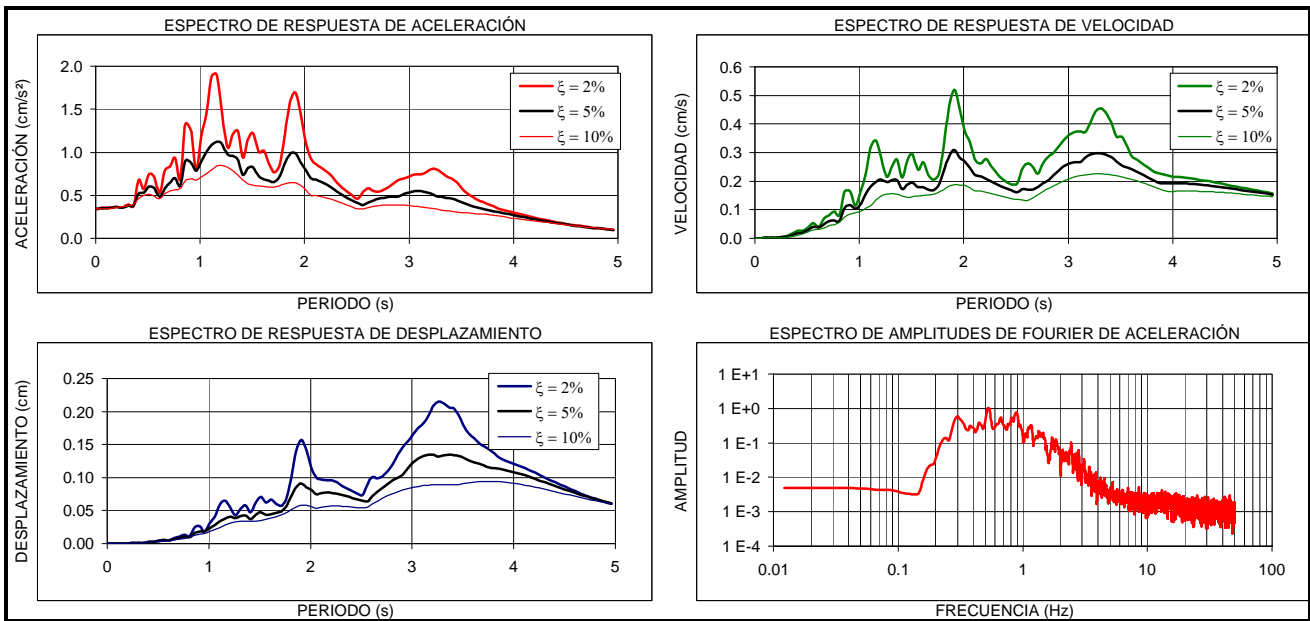 ESPECTRO DE RESPUESTA DE ACELERACIÓN
ACELERACIÓN (cm/s²)
2.0
1.5
1.0
0.5
0.0
0 1 2 3 4 5
PERIODO (s)
ξ = 2%
ξ = 5%
ξ = 10%
ESPECTRO DE RESPUESTA DE VELOCIDAD
VELOCIDAD (cm/s)
0.6
0.5
0.4
0.3
0.2
0.1
0.0
0 1 2 3 4 5
PERIODO (s)
ξ = 2%
ξ = 5%
ξ = 10%
ESPECTRO DE RESPUESTA DE DESPLAZAMIENTO
DESPLAZAMIENTO (cm)
0.25
0.20
0.15
0.10
0.05
0.00
0 1 2 3 4 5
PERIODO (s)
ξ = 2%
ξ = 5%
ξ = 10%
ESPECTRO DE AMPLITUDES DE FOURIER DE ACELERACIÓN
AMPLITUD
1 E+1
1 E+0
1 E-1
1 E-2
1 E-3
1 E-4
0.01 0.1 1 10 100
FRECUENCIA (Hz)